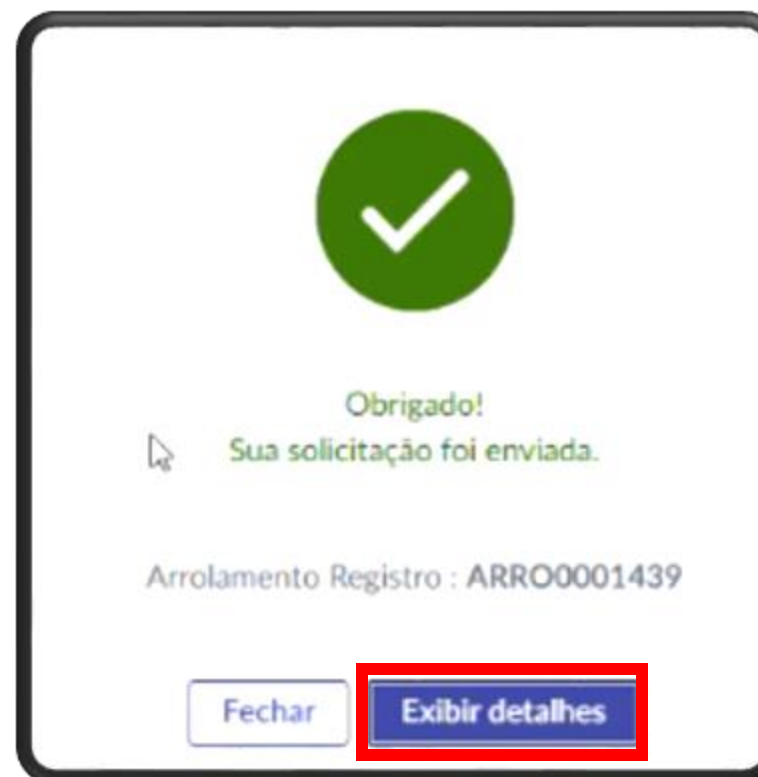 Obrigado!
Sua solicitação foi enviada.
Arrolamento Registro : ARRO0001439
Fechar
Exibir detalhes